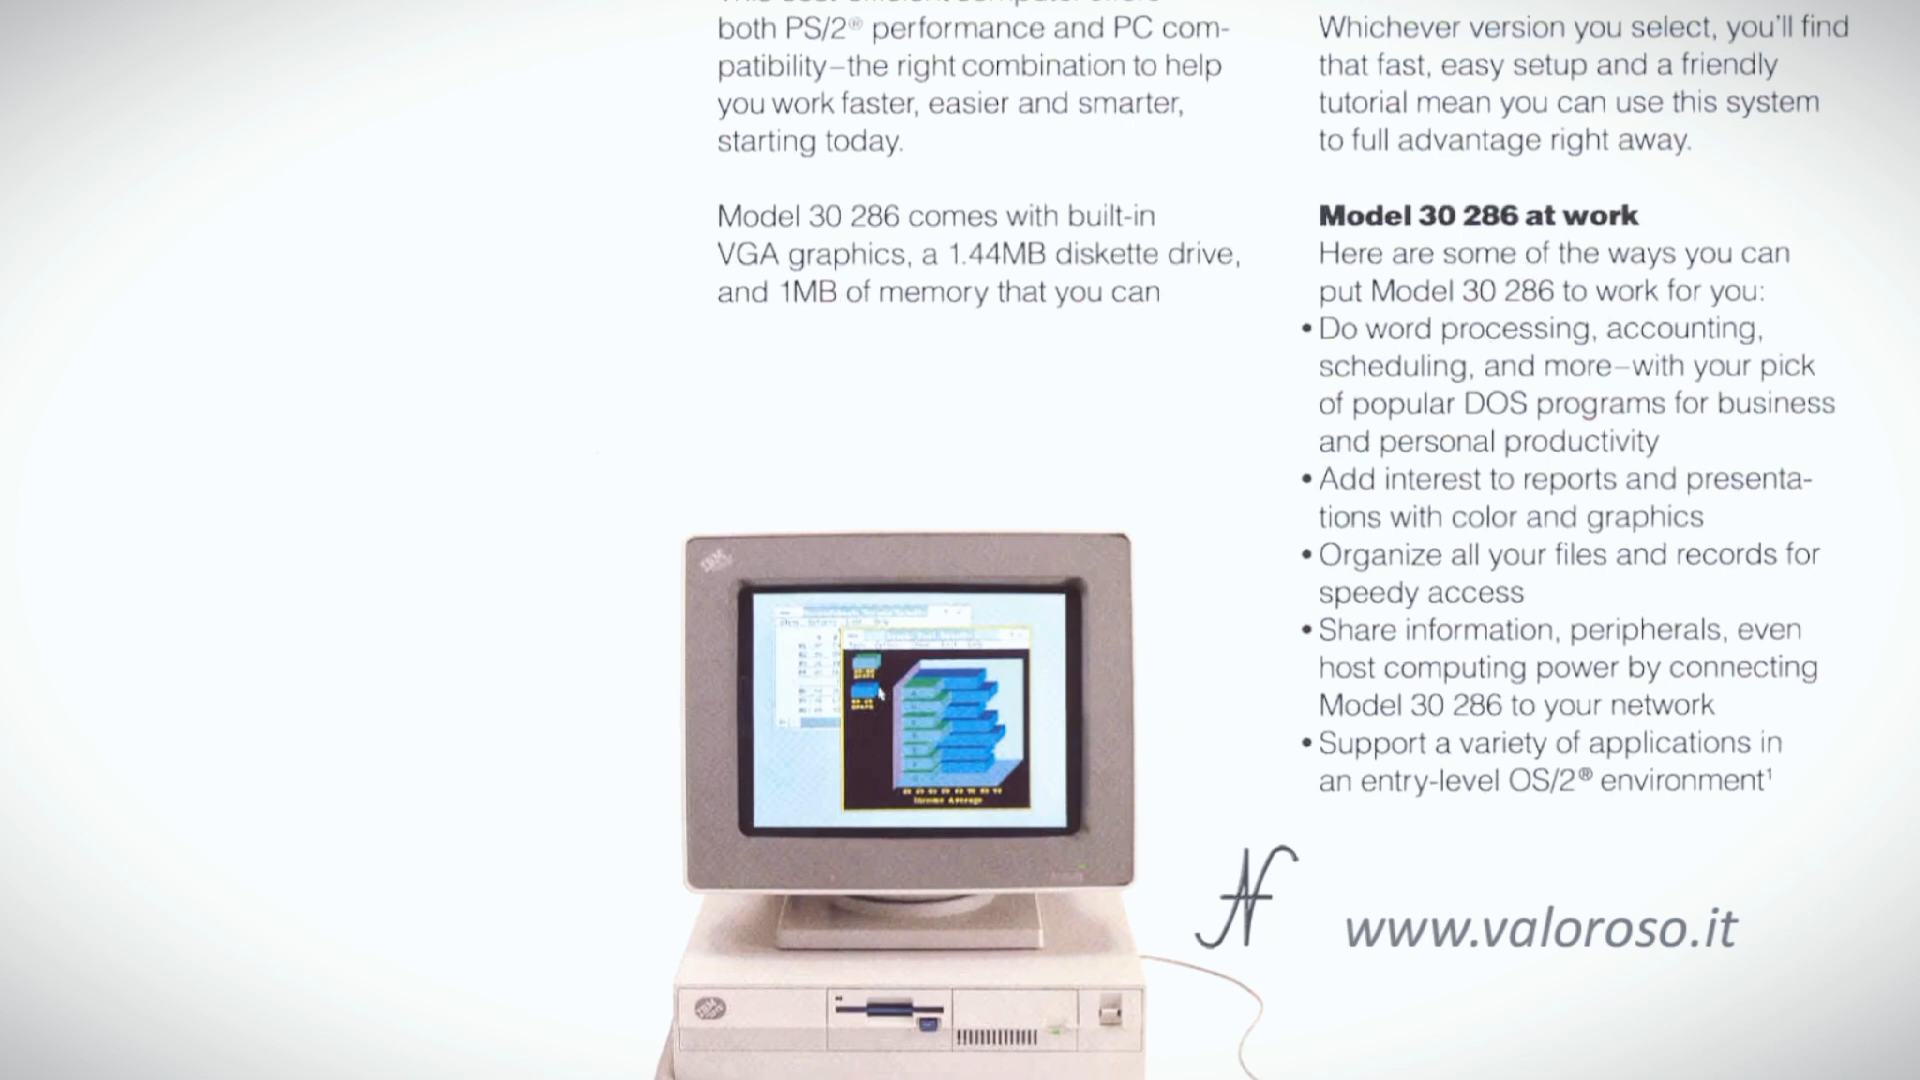 both PS/2® performance and PC com-
patibility–the right combination to help
you work faster, easier and smarter,
starting today.
Model 30 286 comes with built-in
VGA graphics, a 1.44MB diskette drive,
and 1MB of memory that you can
Whichever version you select, you'll find
that fast, easy setup and a friendly
tutorial mean you can use this system
to full advantage right away.
Model 30 286 at work
Here are some of the ways you can
put Model 30 286 to work for you:
• Do word processing, accounting,
scheduling, and more–with your pick
of popular DOS programs for business
and personal productivity
• Add interest to reports and presenta-
tions with color and graphics
• Organize all your files and records for
speedy access
• Share information, peripherals, even
host computing power by connecting
Model 30 286 to your network
• Support a variety of applications in
an entry-level OS/2® environment¹
IBM
Income Average
IBM
www.valoroso.it